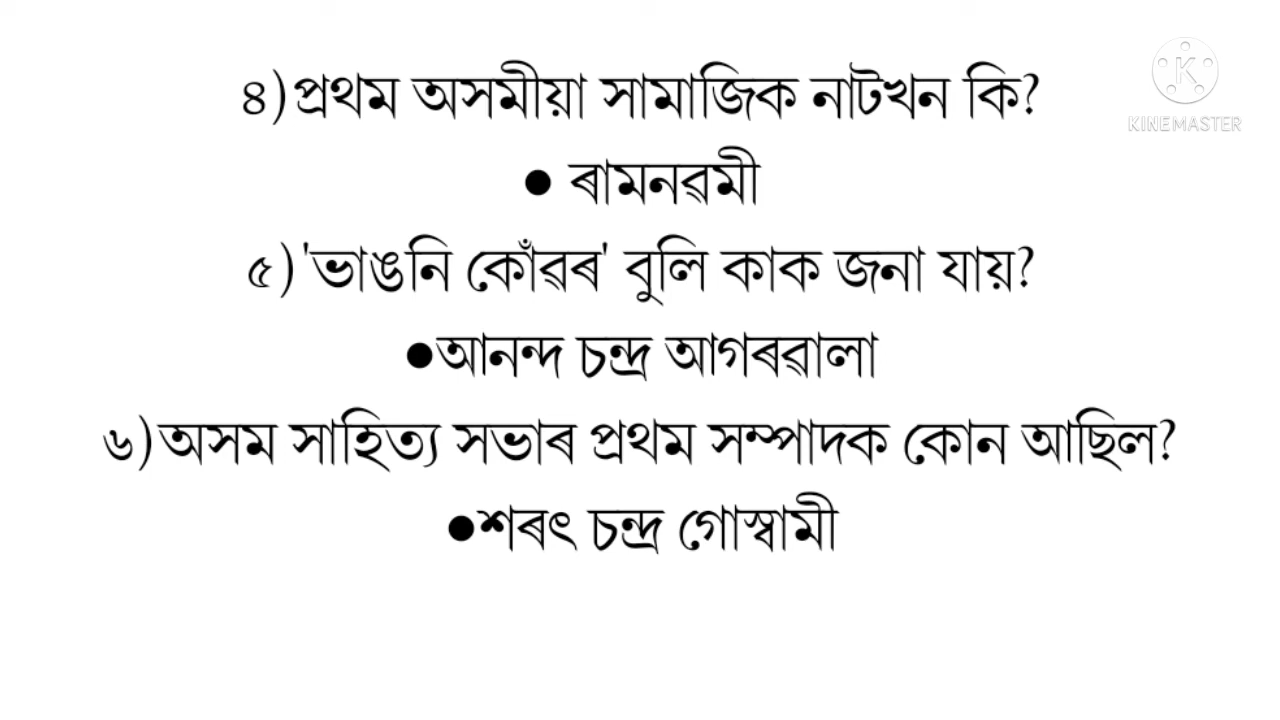 ৪)প্ৰথম অসমীয়া সামাজিক নাটখন কি?
● ৰামনৱমী
৫)'ভাঙনি কোঁৱৰ' বুলি কাক জনা যায়?
●আনন্দ চন্দ্ৰ আগৰৱালা
৬)অসম সাহিত্য সভাৰ প্ৰথম সম্পাদক কোন আছিল?
●শৰৎ চন্দ্ৰ গোস্বামী
K
KINEMASTER